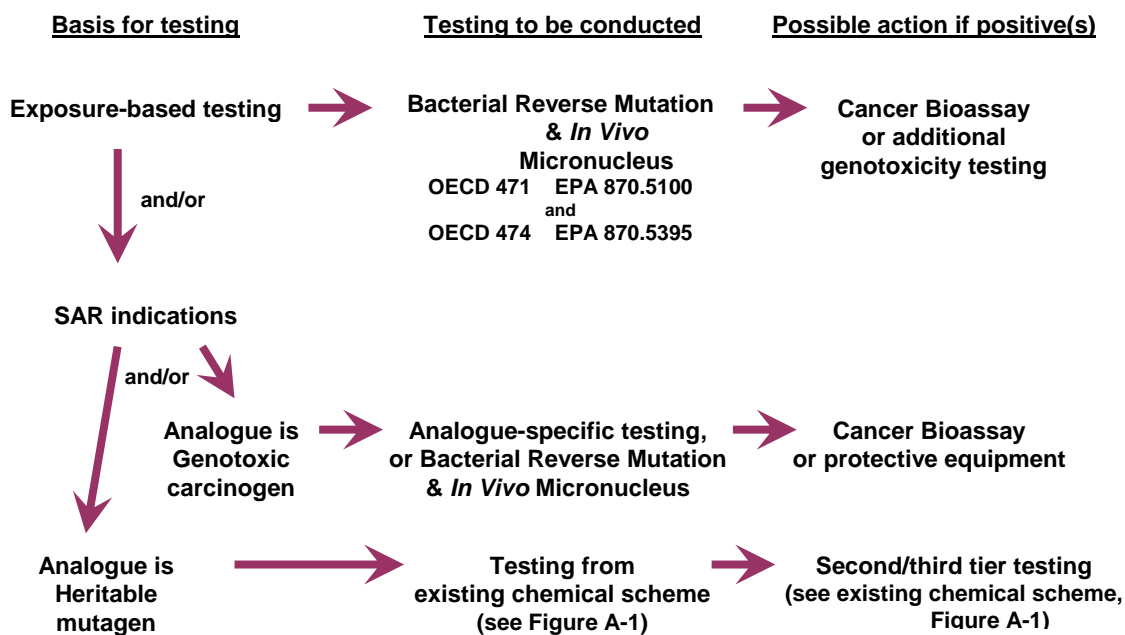 Basis for testing
Testing to be conducted
Possible action if positive(s)
Exposure-based testing
Bacterial Reverse Mutation
& In Vivo
Micronucleus
OECD 471 EPA 870.5100
and
OECD 474 EPA 870.5395
Cancer Bioassay
or additional
genotoxicity testing
and/or
SAR indications
and/or
Analogue is
Genotoxic
carcinogen
Analogue-specific testing,
or Bacterial Reverse Mutation
& In Vivo Micronucleus
Cancer Bioassay
or protective equipment
Analogue is
Heritable
mutagen
Testing from
existing chemical scheme
(see Figure A-1)
Second/third tier testing
(see existing chemical scheme,
Figure A-1)